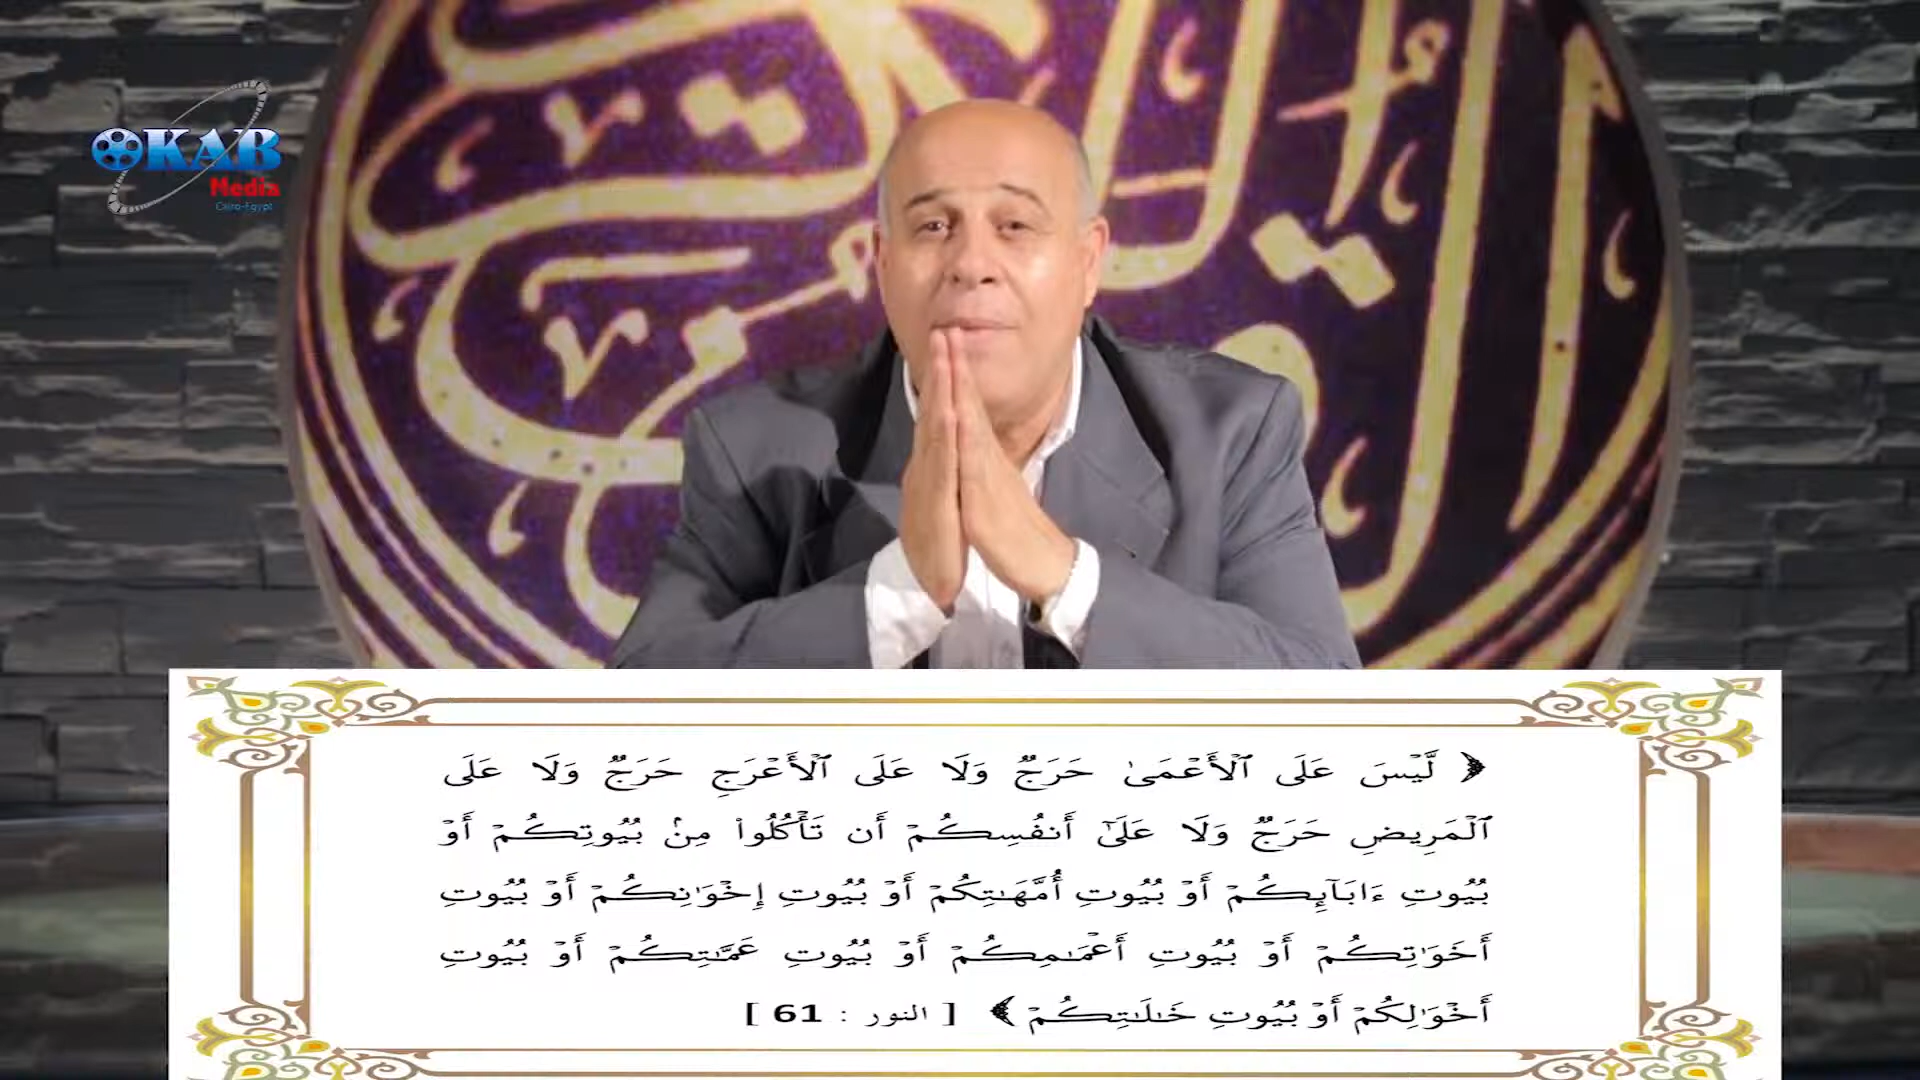 OKAB
Media
Cairo-Egypt
﴿ لَّيْسَ عَلَى ٱلْأَعْمَىٰ حَرَجٌ وَلَا عَلَى ٱلْأَعْرَجِ حَرَجٌ وَلَا عَلَى
ٱلْمَرِيضِ حَرَجٌ وَلَا عَلَىٰٓ أَنفُسِكُمْ أَن تَأْكُلُوا۟ مِنۢ بُيُوتِكُمْ أَوْ
بُيُوتِ ءَابَآئِكُمْ أَوْ بُيُوتِ أُمَّهَـٰتِكُمْ أَوْ بُيُوتِ إِخْوَٰنِكُمْ أَوْ بُيُوتِ
أَخَوَٰتِكُمْ أَوْ بُيُوتِ أَعْمَـٰمِكُمْ أَوْ بُيُوتِ عَمَّـٰتِكُمْ أَوْ بُيُوتِ
أَخْوَٰلِكُمْ أَوْ بُيُوتِ خَـٰلَـٰتِكُمْ ﴾ [ النور : 61 ]